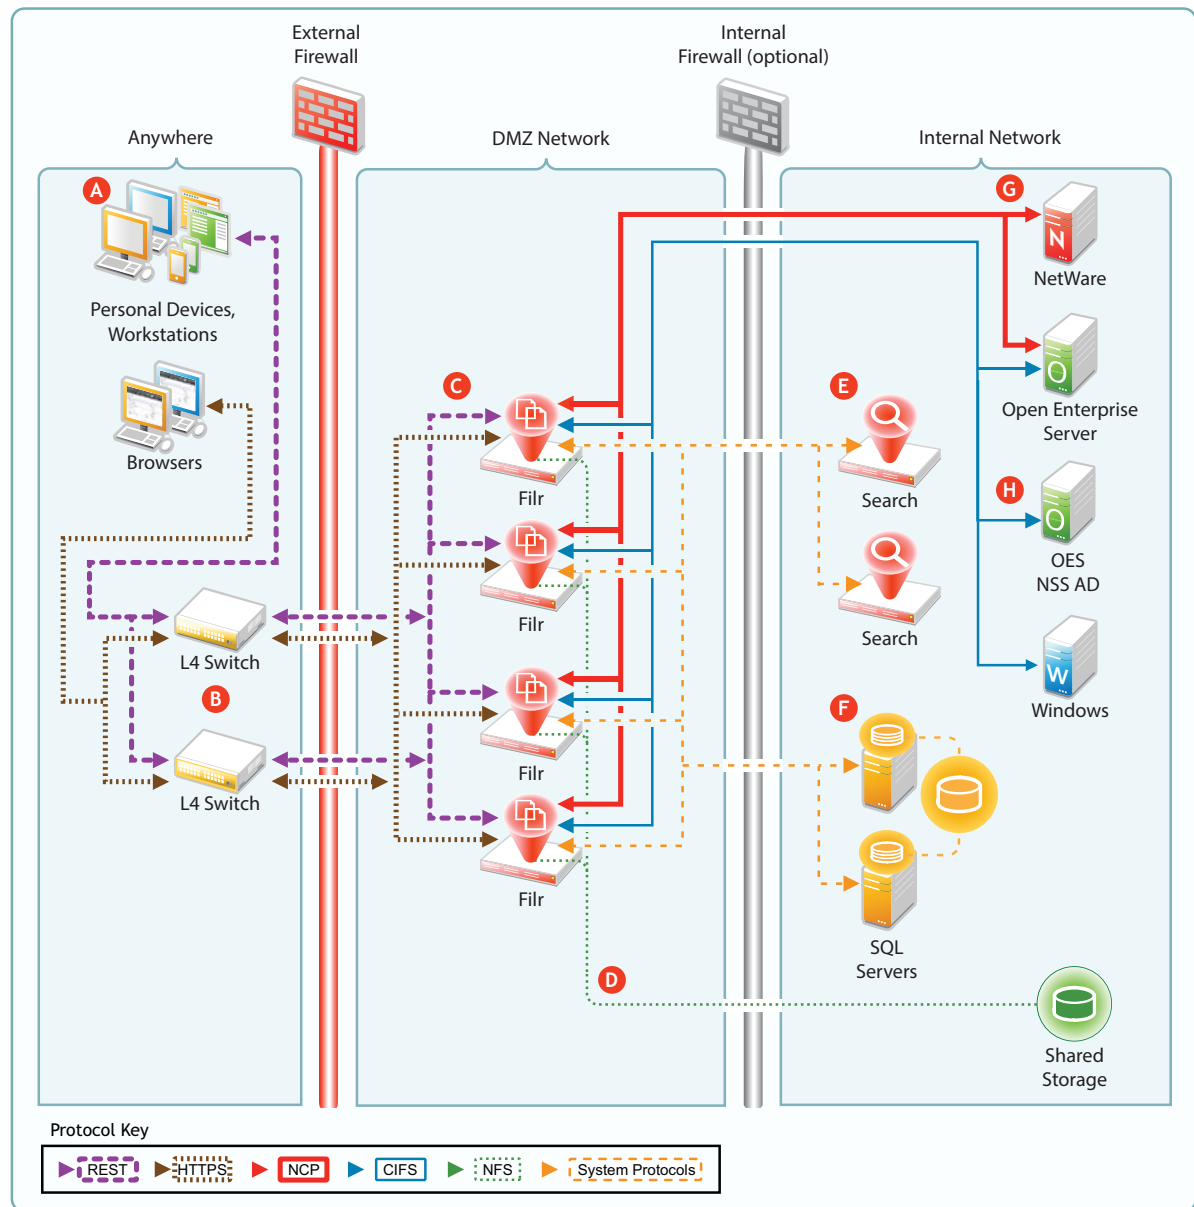 External
Firewall
Internal
Firewall (optional)
Anywhere
DMZ Network
Internal Network
A
Personal Devices,
Workstations
Browsers
L4 Switch
B
L4 Switch
C
Filr
Filr
Filr
Filr
D
E
Search
Search
F
SQL
Servers
G
N
NetWare
O
Open Enterprise
Server
H
O
OES
NSS AD
W
Windows
Shared
Storage
Protocol Key
REST
HTTPS
NCP
CIFS
NFS
System Protocols